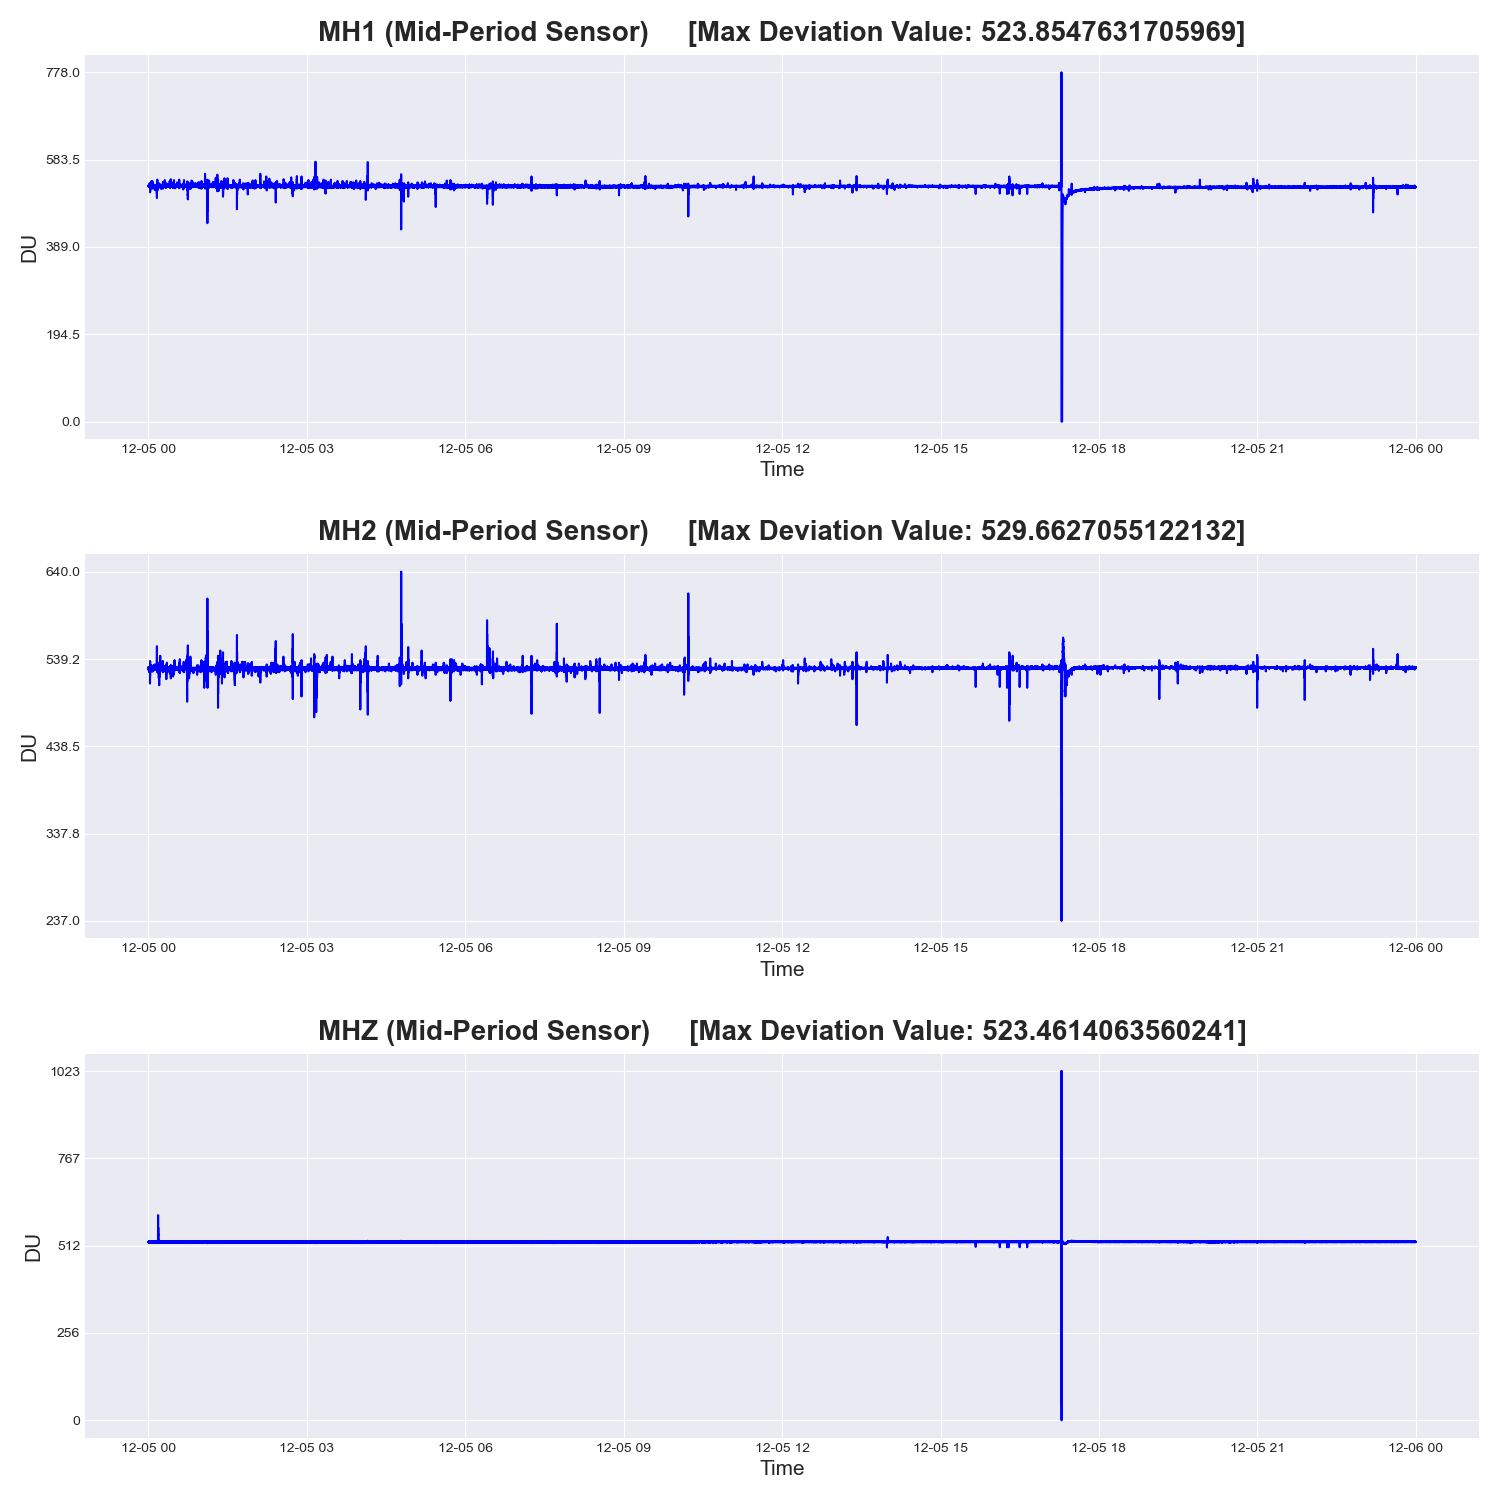 MH1 (Mid-Period Sensor) [Max Deviation Value: 523.8547631705969]
778.0
583.5
389.0
194.5
0.0
DU
12-05 00 12-05 03 12-05 06 12-05 09 12-05 12 12-05 15 12-05 18 12-05 21 12-06 00
Time
MH2 (Mid-Period Sensor) [Max Deviation Value: 529.6627055122132]
640.0
539.2
438.5
337.8
237.0
DU
12-05 00 12-05 03 12-05 06 12-05 09 12-05 12 12-05 15 12-05 18 12-05 21 12-06 00
Time
MHZ (Mid-Period Sensor) [Max Deviation Value: 523.4614063560241]
1023
767
512
256
0
DU
12-05 00 12-05 03 12-05 06 12-05 09 12-05 12 12-05 15 12-05 18 12-05 21 12-06 00
Time